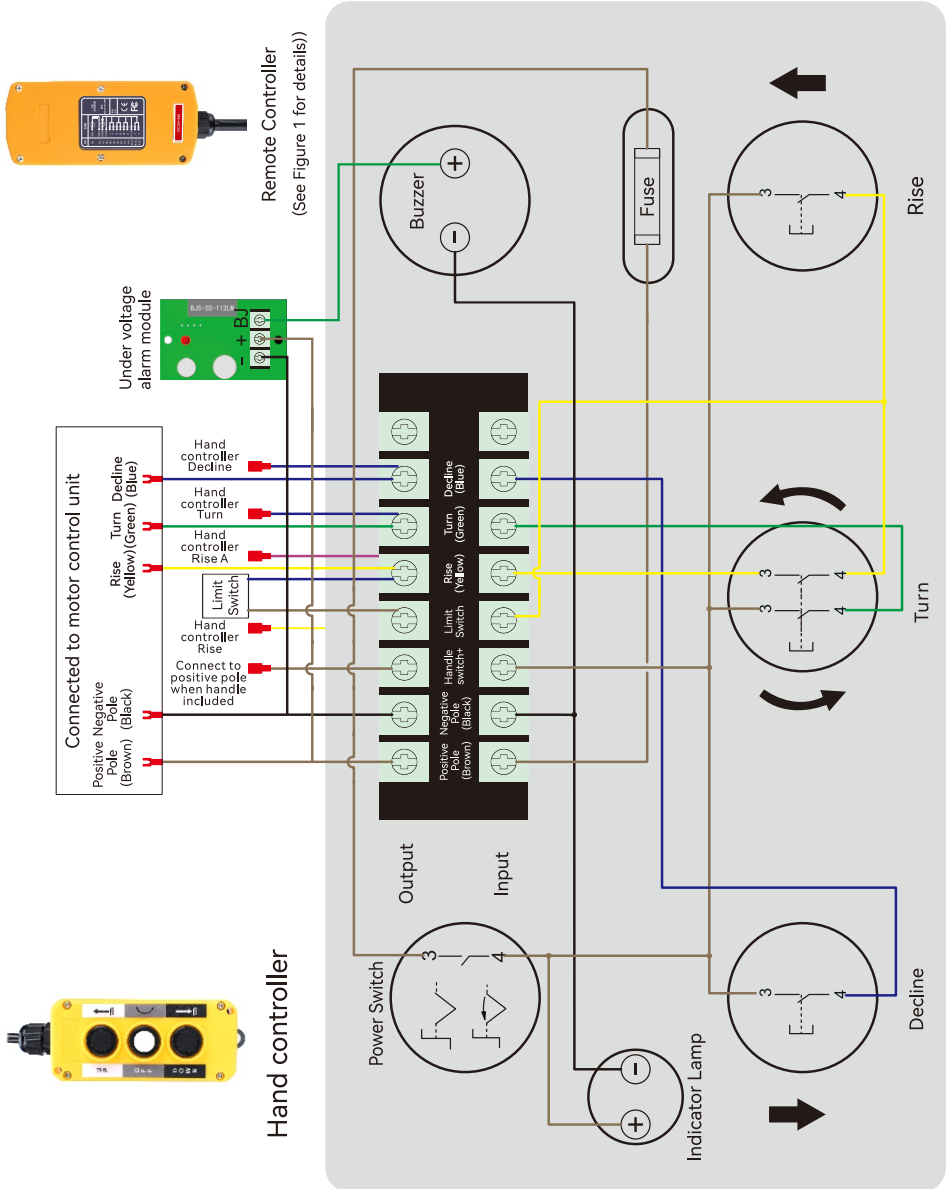 Remote Controller
(See Figure 1 for details))
Under voltage
alarm module
BJS-SS-112LW
- + BJ
Buzzer
+
-
Fuse
Rise
3
4
Connected to motor control unit
Decline
(Blue)
Turn
(Green)
Rise
(Yellow)
Negative
Pole
(Black)
Positive
Pole
(Brown)
Hand
controller
Decline
Hand
controller
Turn
Hand
controller
Rise A
Limit
Switch
Hand
controller
Rise
Connect to
positive pole
when handle
included
Decline
(Blue)
Turn
(Green)
Rise
(Yellow)
Limit
Switch
Handle
switch+
Negative
Pole
(Black)
Positive
Pole
(Brown)
Output
Input
3
3
4
4
Turn
Hand controller
UP
OFF
DOWN
Power Switch
3
4
Indicator Lamp
+
-
3
4
Decline